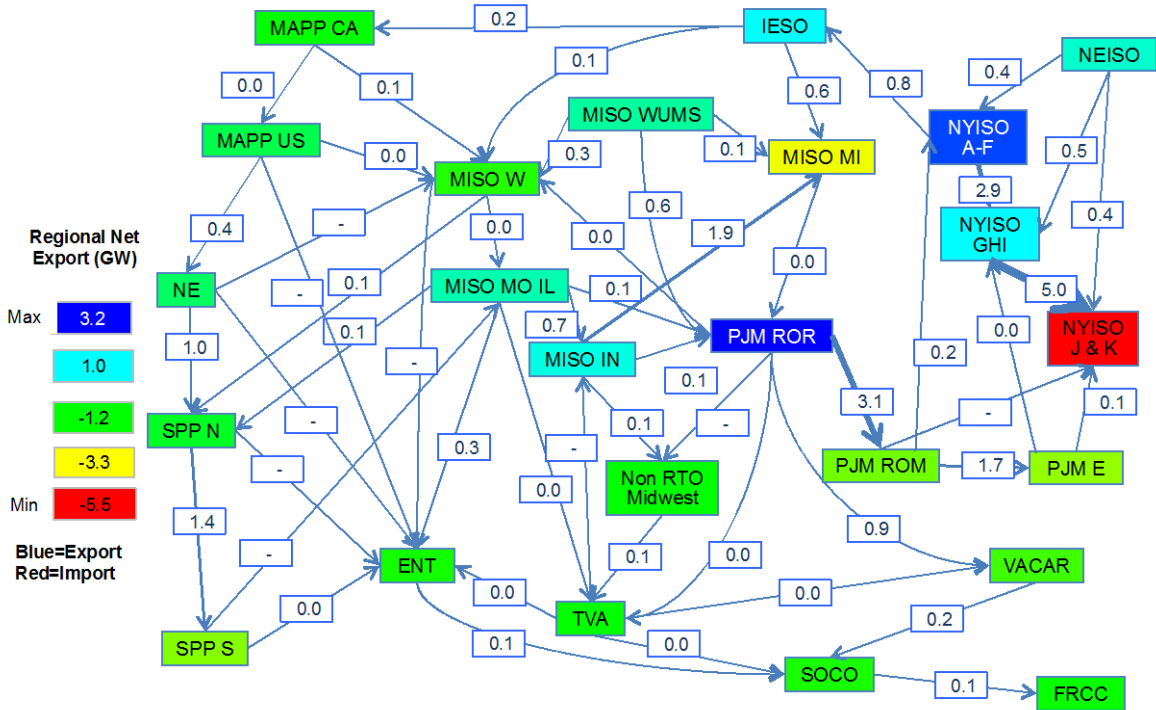 MAPP CA
0.2
IESO
NEISO
0.1
0.8
0.4
0.0
0.1
0.6
MISO WUMS
NYISO
A-F
MAPP US
0.0
0.3
0.1
MISO MI
0.5
MISO W
2.9
0.6
0.4
-
0.4
0.0
0.0
1.9
NYISO
GHI
Regional Net
Export (GW)
NE
-
0.1
MISO MO IL
0.1
0.0
5.0
Max
3.2
0.7
PJM ROR
0.0
NYISO
J & K
1.0
0.1
-
MISO IN
1.0
0.2
0.1
3.1
-
0.1
-1.2
SPP N
-
0.3
-
0.1
-
-3.3
-
Non RTO
Midwest
PJM ROM
1.7
PJM E
0.0
Min
-5.5
1.4
0.9
Blue=Export
Red=Import
-
ENT
0.1
0.0
VACAR
0.0
0.0
0.0
TVA
0.2
SPP S
0.1
0.0
SOCO
0.1
FRCC